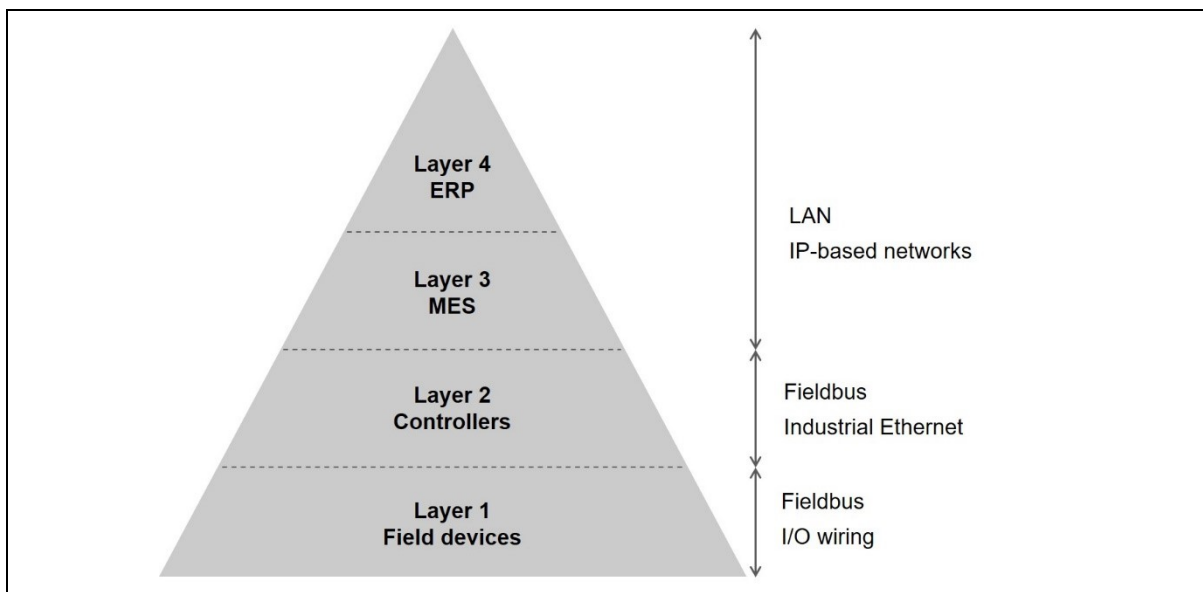 Layer 4
ERP
LAN
IP-based networks
Layer 3
MES
Layer 2
Controllers
Fieldbus
Industrial Ethernet
Layer 1
Field devices
Fieldbus
I/O wiring